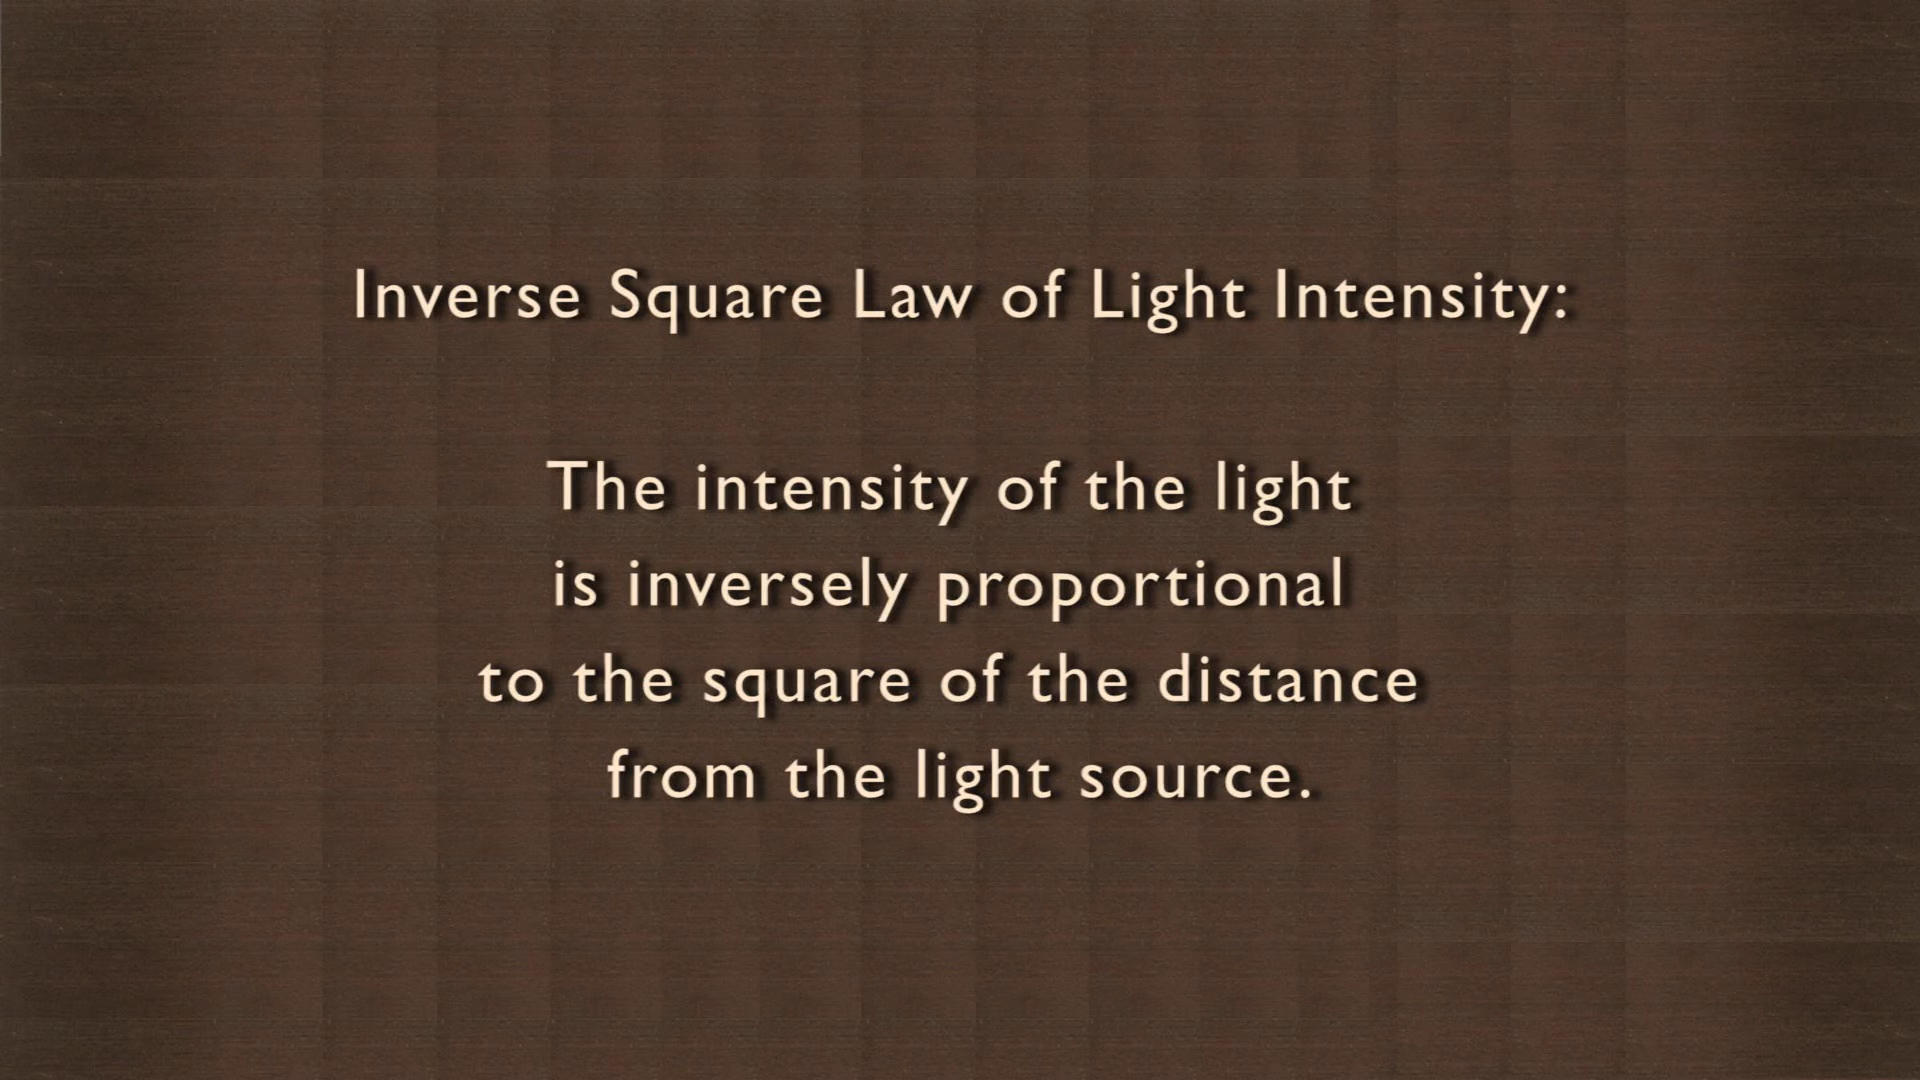 Inverse Square Law of Light Intensity:
The intensity of the light
is inversely proportional
to the square of the distance
from the light source.